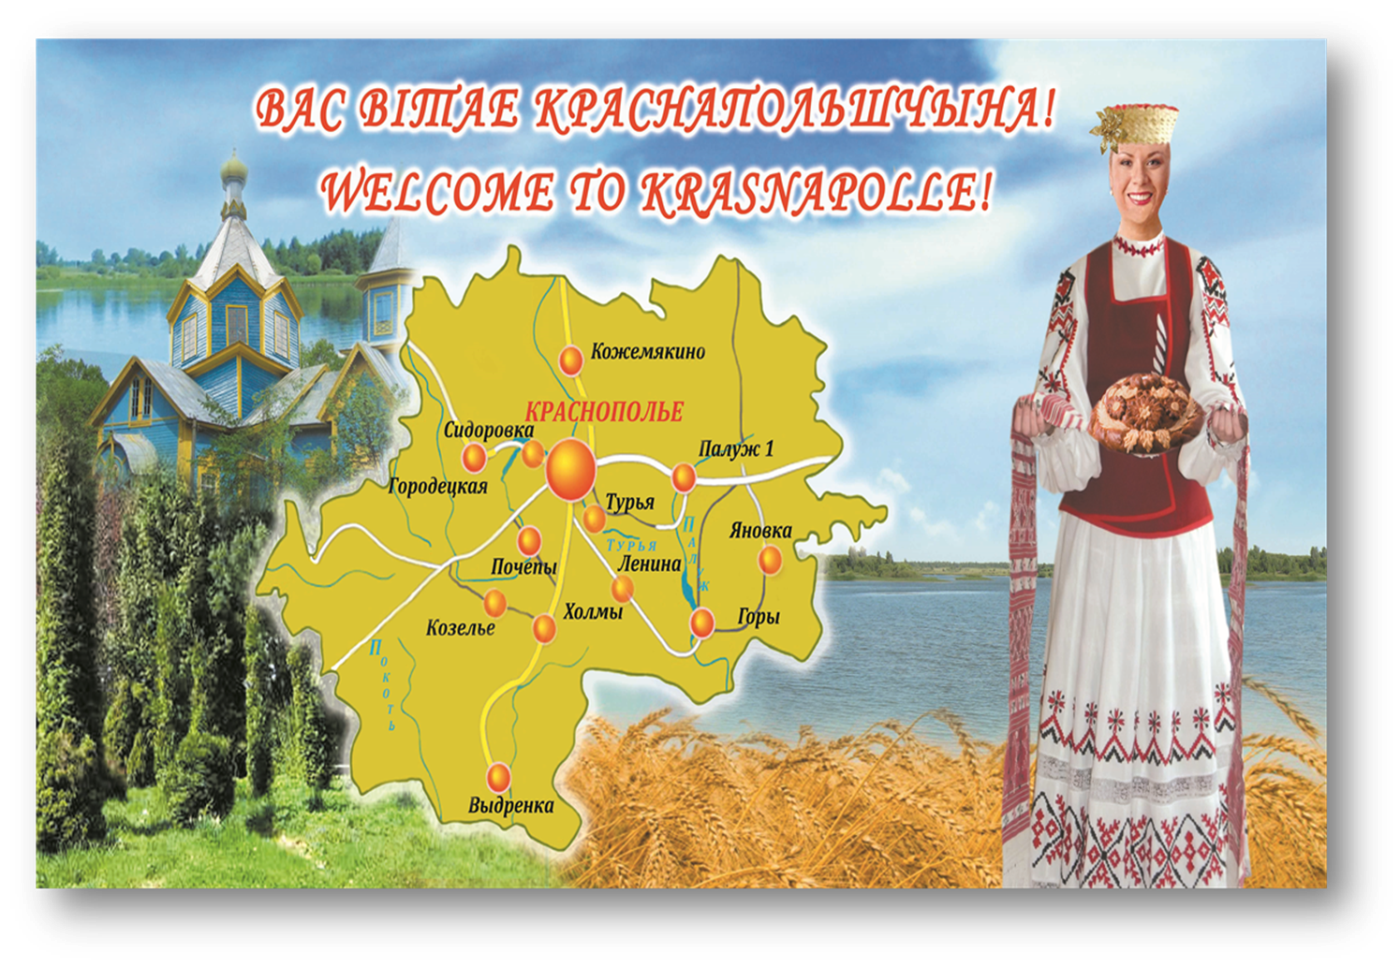 ВАС ВІТАЕ КРАСНАПОЛЬШЧЫНА!
WELCOME TO KRASNAPOLLE!
Кожемякино
КРАСНОПОЛЬЕ
Сидоровка
Палуж 1
Городецкая
Турья
Палуж
Яновка
Турья
Почепы
Ленина
Холмы
Горы
Козелье
Покоть
Выдренка